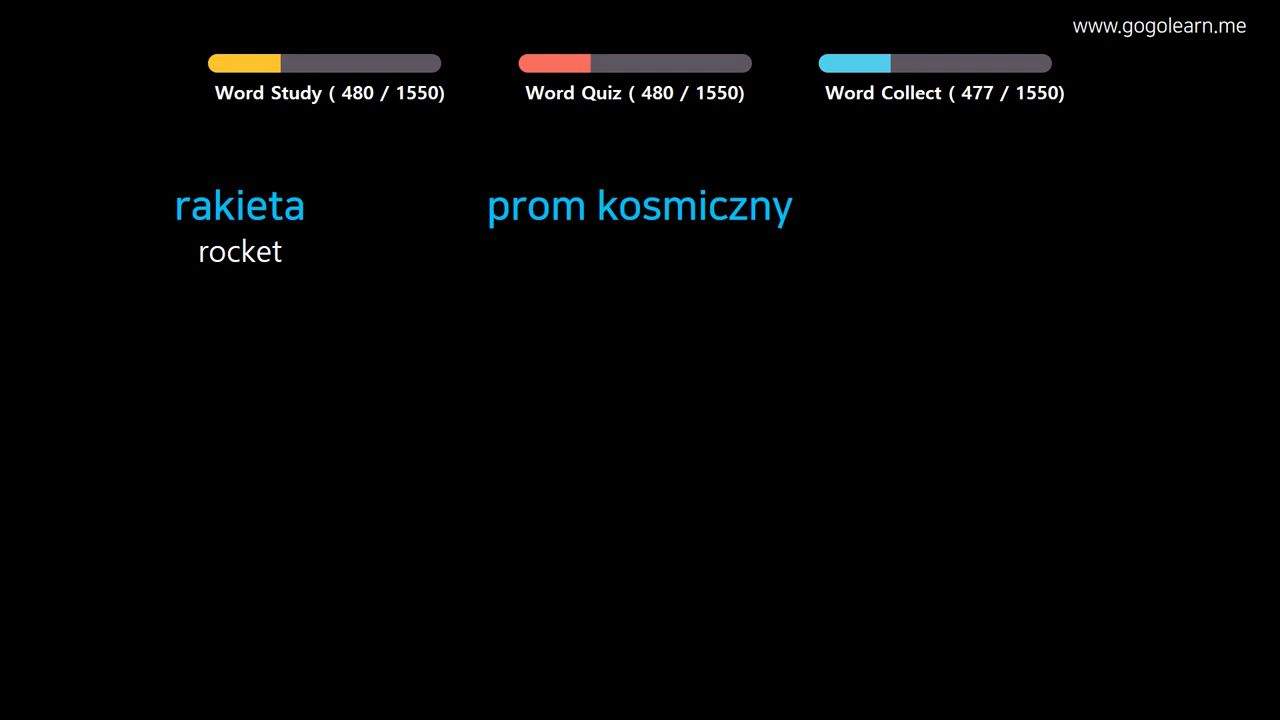 www.gogolearn.me
Word Study ( 480 / 1550)
Word Quiz ( 480 / 1550)
Word Collect ( 477 / 1550)
rakieta
prom kosmiczny
rocket